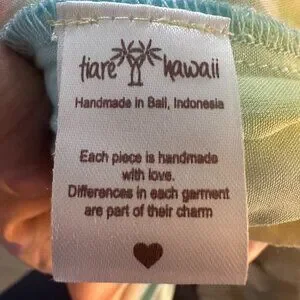 tiare hawaii
Handmade in Bali, Indonesia
Each piece is handmade
with love.
Differences in each garment
are part of their charm